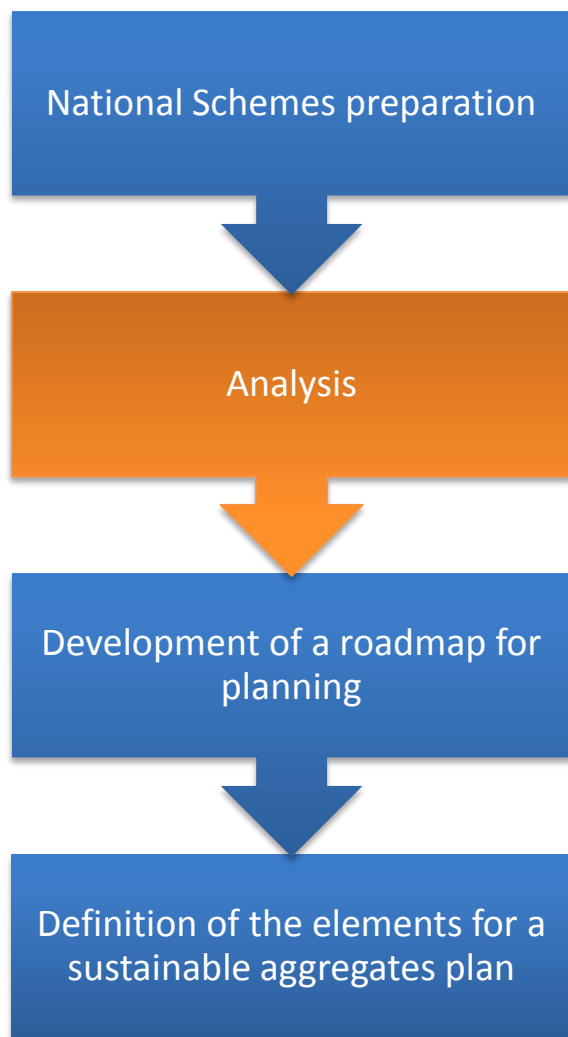 National Schemes preparation
Analysis
Development of a roadmap for
planning
Definition of the elements for a
sustainable aggregates plan